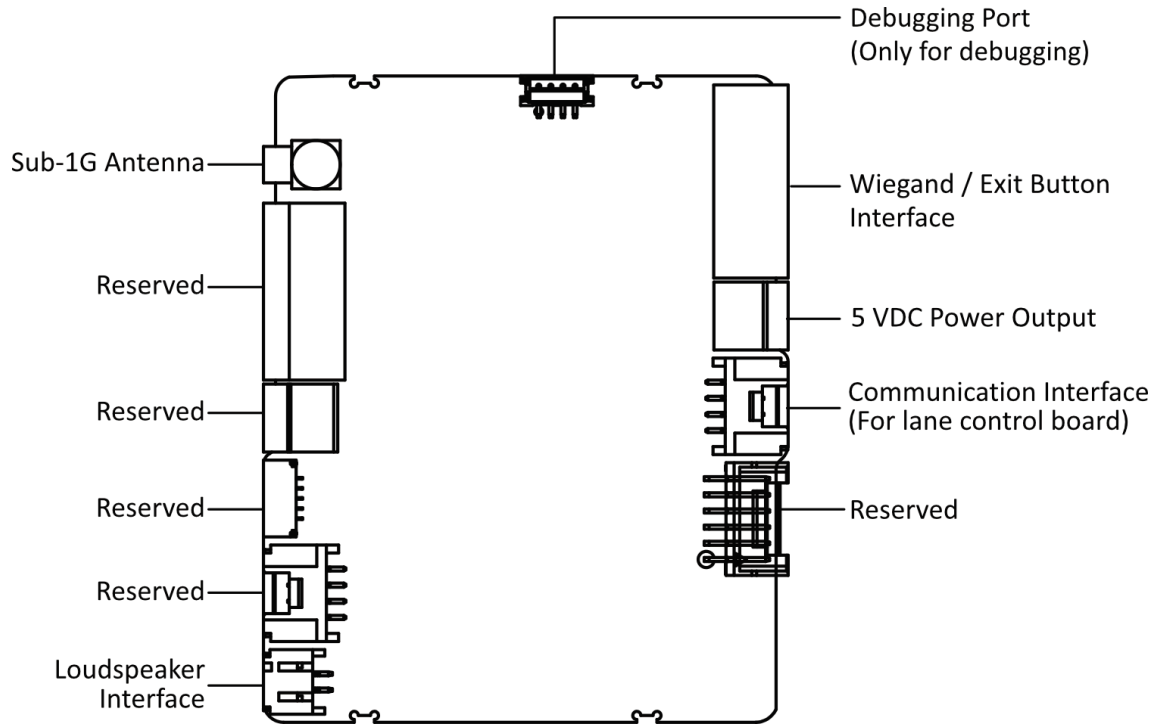 Debugging Port
(Only for debugging)
Sub-1G Antenna
Wiegand / Exit Button
Interface
Reserved
5 VDC Power Output
Reserved
Communication Interface
(For lane control board)
Reserved
Reserved
Reserved
Loudspeaker
Interface